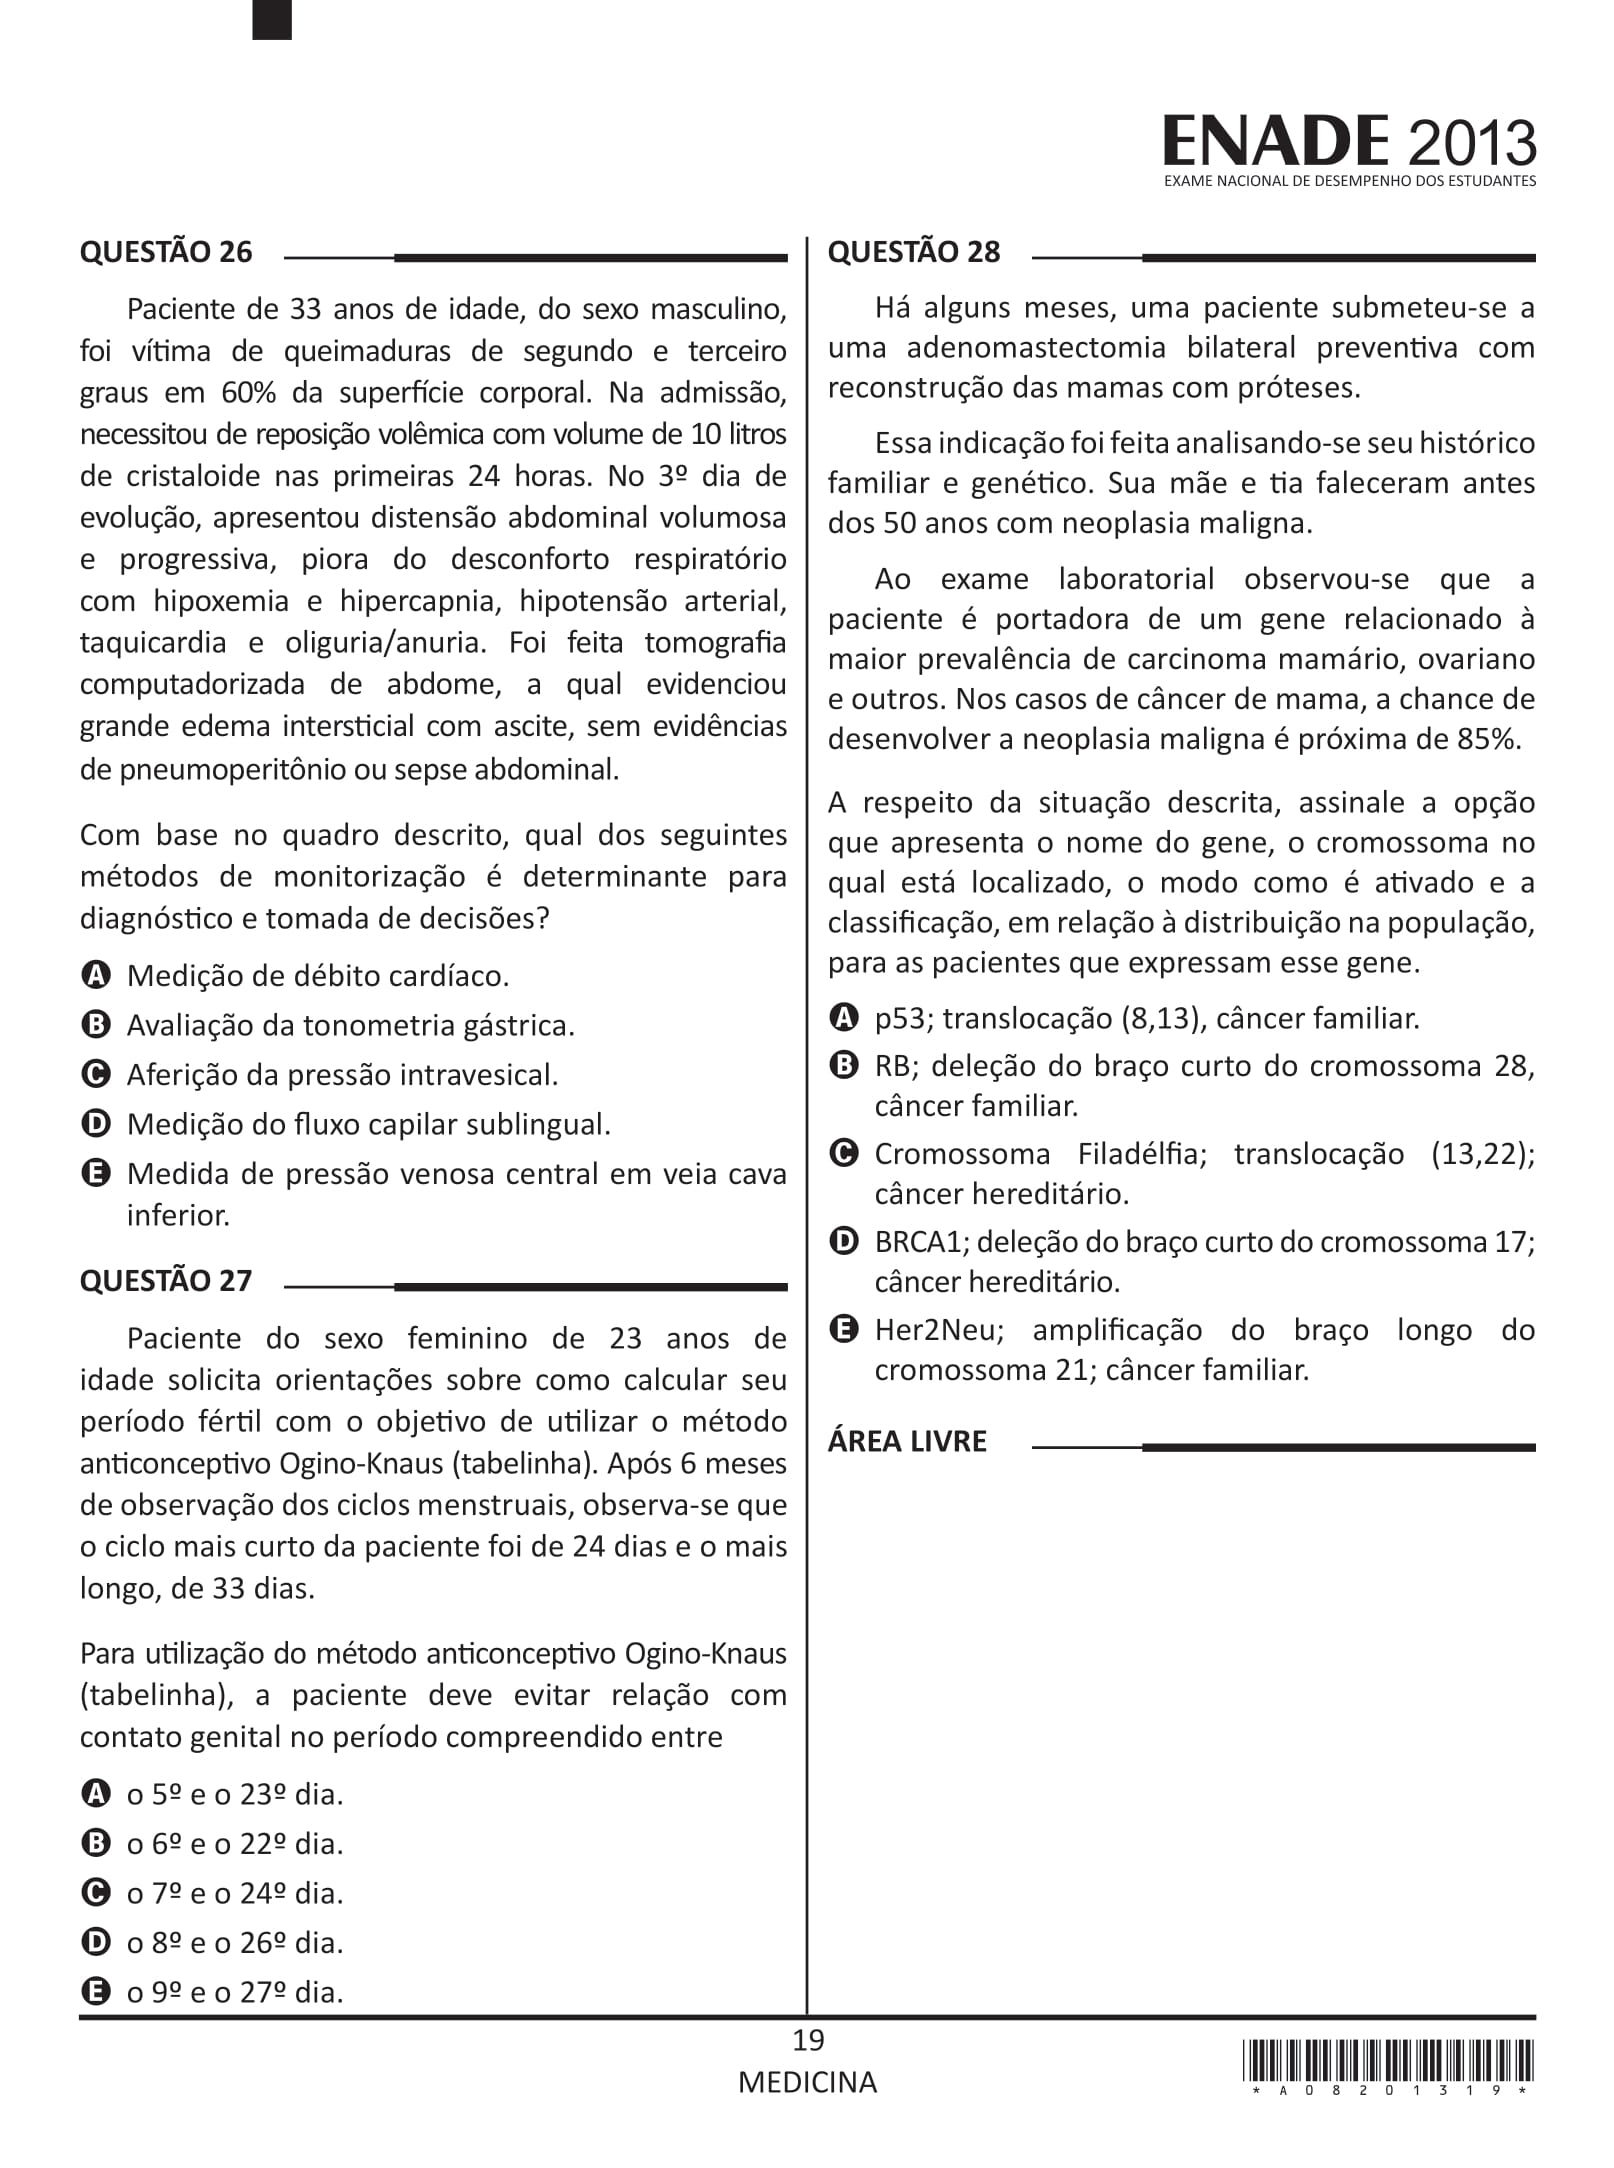 ENADE 2013
EXAME NACIONAL DE DESEMPENHO DOS ESTUDANTES
QUESTÃO 26
Paciente de 33 anos de idade, do sexo masculino,
foi vítima de queimaduras de segundo e terceiro
graus em 60% da superfície corporal. Na admissão,
necessitou de reposição volêmica com volume de 10 litros
de cristaloide nas primeiras 24 horas. No 3º dia de
evolução, apresentou distensão abdominal volumosa
e progressiva, piora do desconforto respiratório
com hipoxemia e hipercapnia, hipotensão arterial,
taquicardia e oliguria/anuria. Foi feita tomografia
computadorizada de abdome, a qual evidenciou
grande edema intersticial com ascite, sem evidências
de pneumoperitônio ou sepse abdominal.
Com base no quadro descrito, qual dos seguintes
métodos de monitorização é determinante para
diagnóstico e tomada de decisões?
A Medição de débito cardíaco.
B Avaliação da tonometria gástrica.
C Aferição da pressão intravesical.
D Medição do fluxo capilar sublingual.
E Medida de pressão venosa central em veia cava
inferior.
QUESTÃO 27
Paciente do sexo feminino de 23 anos de
idade solicita orientações sobre como calcular seu
período fértil com o objetivo de utilizar o método
anticonceptivo Ogino-Knaus (tabelinha). Após 6 meses
de observação dos ciclos menstruais, observa-se que
o ciclo mais curto da paciente foi de 24 dias e o mais
longo, de 33 dias.
Para utilização do método anticonceptivo Ogino-Knaus
(tabelinha), a paciente deve evitar relação com
contato genital no período compreendido entre
A o 5º e o 23º dia.
B o 6º e o 22º dia.
C o 7º e o 24º dia.
D o 8º e o 26º dia.
E o 9º e o 27º dia.
QUESTÃO 28
Há alguns meses, uma paciente submeteu-se a
uma adenomastectomia bilateral preventiva com
reconstrução das mamas com próteses.
Essa indicação foi feita analisando-se seu histórico
familiar e genético. Sua mãe e tia faleceram antes
dos 50 anos com neoplasia maligna.
Ao exame laboratorial observou-se que a
paciente é portadora de um gene relacionado à
maior prevalência de carcinoma mamário, ovariano
e outros. Nos casos de câncer de mama, a chance de
desenvolver a neoplasia maligna é próxima de 85%.
A respeito da situação descrita, assinale a opção
que apresenta o nome do gene, o cromossoma no
qual está localizado, o modo como é ativado e a
classificação, em relação à distribuição na população,
para as pacientes que expressam esse gene.
A p53; translocação (8,13), câncer familiar.
B RB; deleção do braço curto do cromossoma 28,
câncer familiar.
C Cromossoma Filadélfia; translocação (13,22);
câncer hereditário.
D BRCA1; deleção do braço curto do cromossoma 17;
câncer hereditário.
E Her2Neu; amplificação do braço longo do
cromossoma 21; câncer familiar.
ÁREA LIVRE
19
MEDICINA
* A 0 8 2 0 1 3 1 9 *